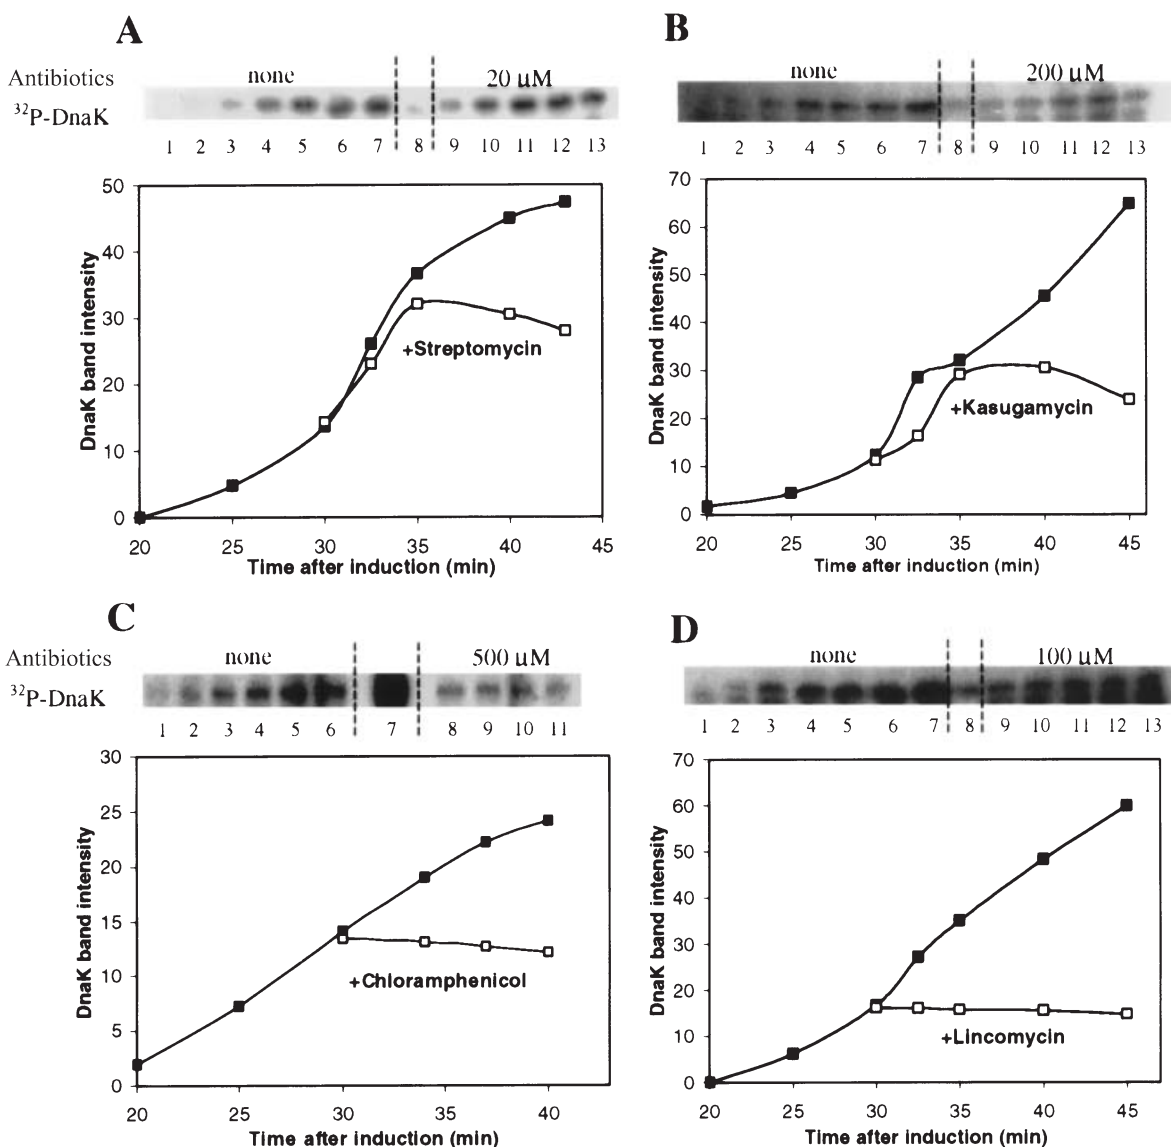 A
Antibiotics none 20 µM
³²P-DnaK
1 2 3 4 5 6 7 8 9 10 11 12 13
50
40
30
20
10
0
DnaK band intensity
+Streptomycin
20 25 30 35 40 45
Time after induction (min)
B
none 200 µM
1 2 3 4 5 6 7 8 9 10 11 12 13
70
60
50
40
30
20
10
0
DnaK band intensity
+Kasugamycin
20 25 30 35 40 45
Time after induction (min)
C
Antibiotics none 500 µM
³²P-DnaK
1 2 3 4 5 6 7 8 9 10 11
30
25
20
15
10
5
0
DnaK band intensity
+Chloramphenicol
20 25 30 35 40
Time after induction (min)
D
none 100 µM
1 2 3 4 5 6 7 8 9 10 11 12 13
70
60
50
40
30
20
10
0
DnaK band intensity
+Lincomycin
20 25 30 35 40 45
Time after induction (min)